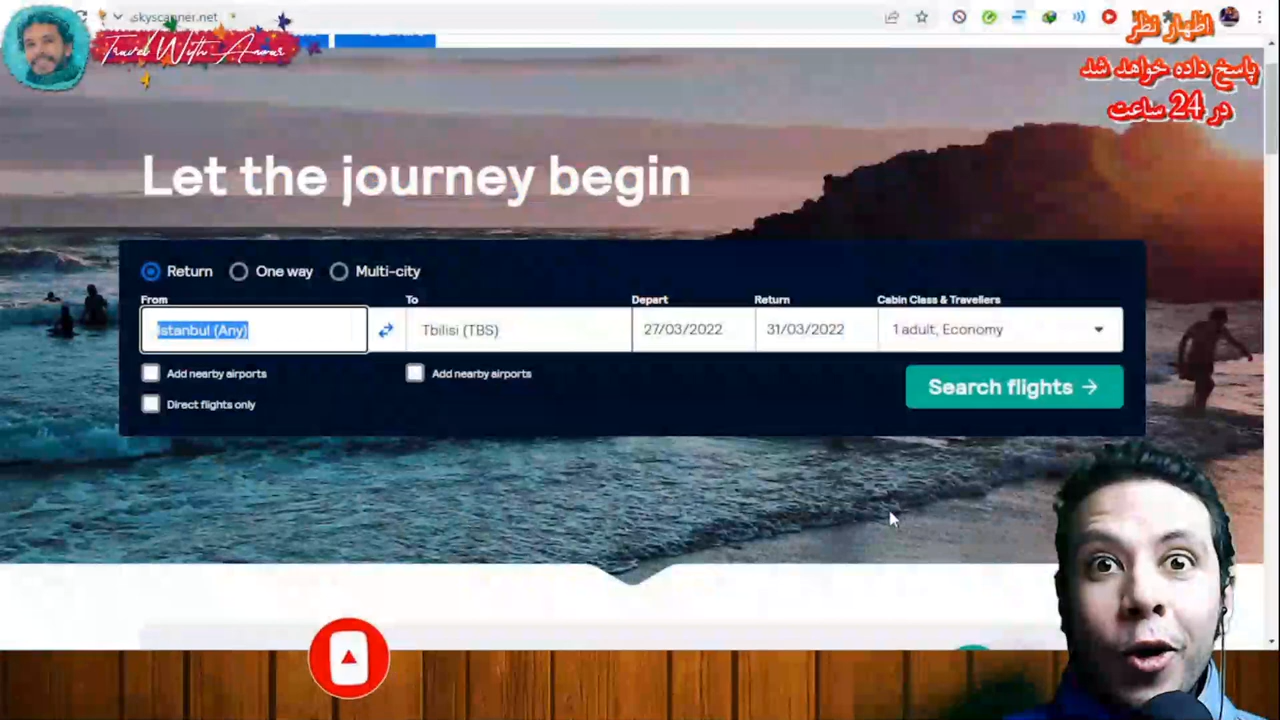 skyscanner.net
Travel With Anwar
اظهار نظر
پاسخ داده خواهد شد
در 24 ساعت
Let the journey begin
Return One way Multi-city
From To Depart Return Cabin Class & Travellers
Istanbul (Any) Tbilisi (TBS) 27/03/2022 31/03/2022 1 adult, Economy
Add nearby airports Add nearby airports
Direct flights only
Search flights